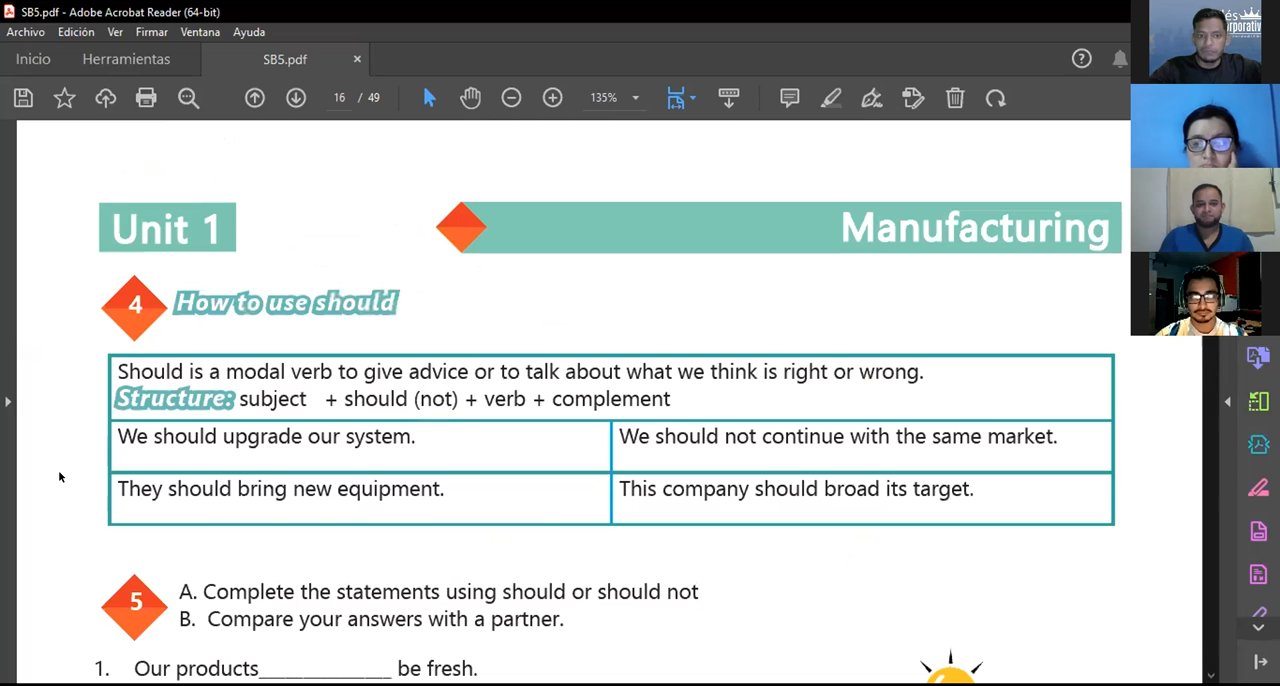 SB5.pdf - Adobe Acrobat Reader (64-bit)
Archivo Edición Ver Firmar Ventana Ayuda
Inicio Herramientas SB5.pdf ×
16 / 49 135%
Unit 1 Manufacturing
4 How to use should
Should is a modal verb to give advice or to talk about what we think is right or wrong.
Structure: subject + should (not) + verb + complement
We should upgrade our system. We should not continue with the same market.
They should bring new equipment. This company should broad its target.
5 A. Complete the statements using should or should not
B. Compare your answers with a partner.
1. Our products_____________ be fresh.